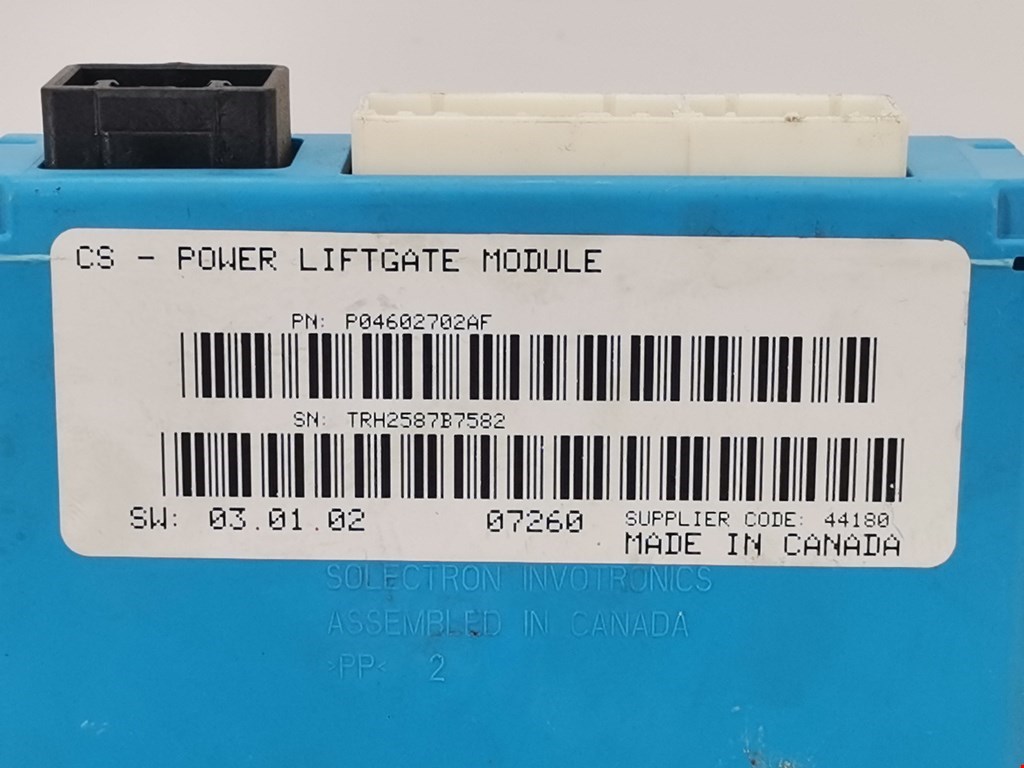 CS - POWER LIFTGATE MODULE
PN: P04602702AF
SN: TRH2587B7582
SW: 03.01.02 07260 SUPPLIER CODE: 44180
MADE IN CANADA
SOLECTRON INVOTRONICS
ASSEMBLED IN CANADA
>PP< 2